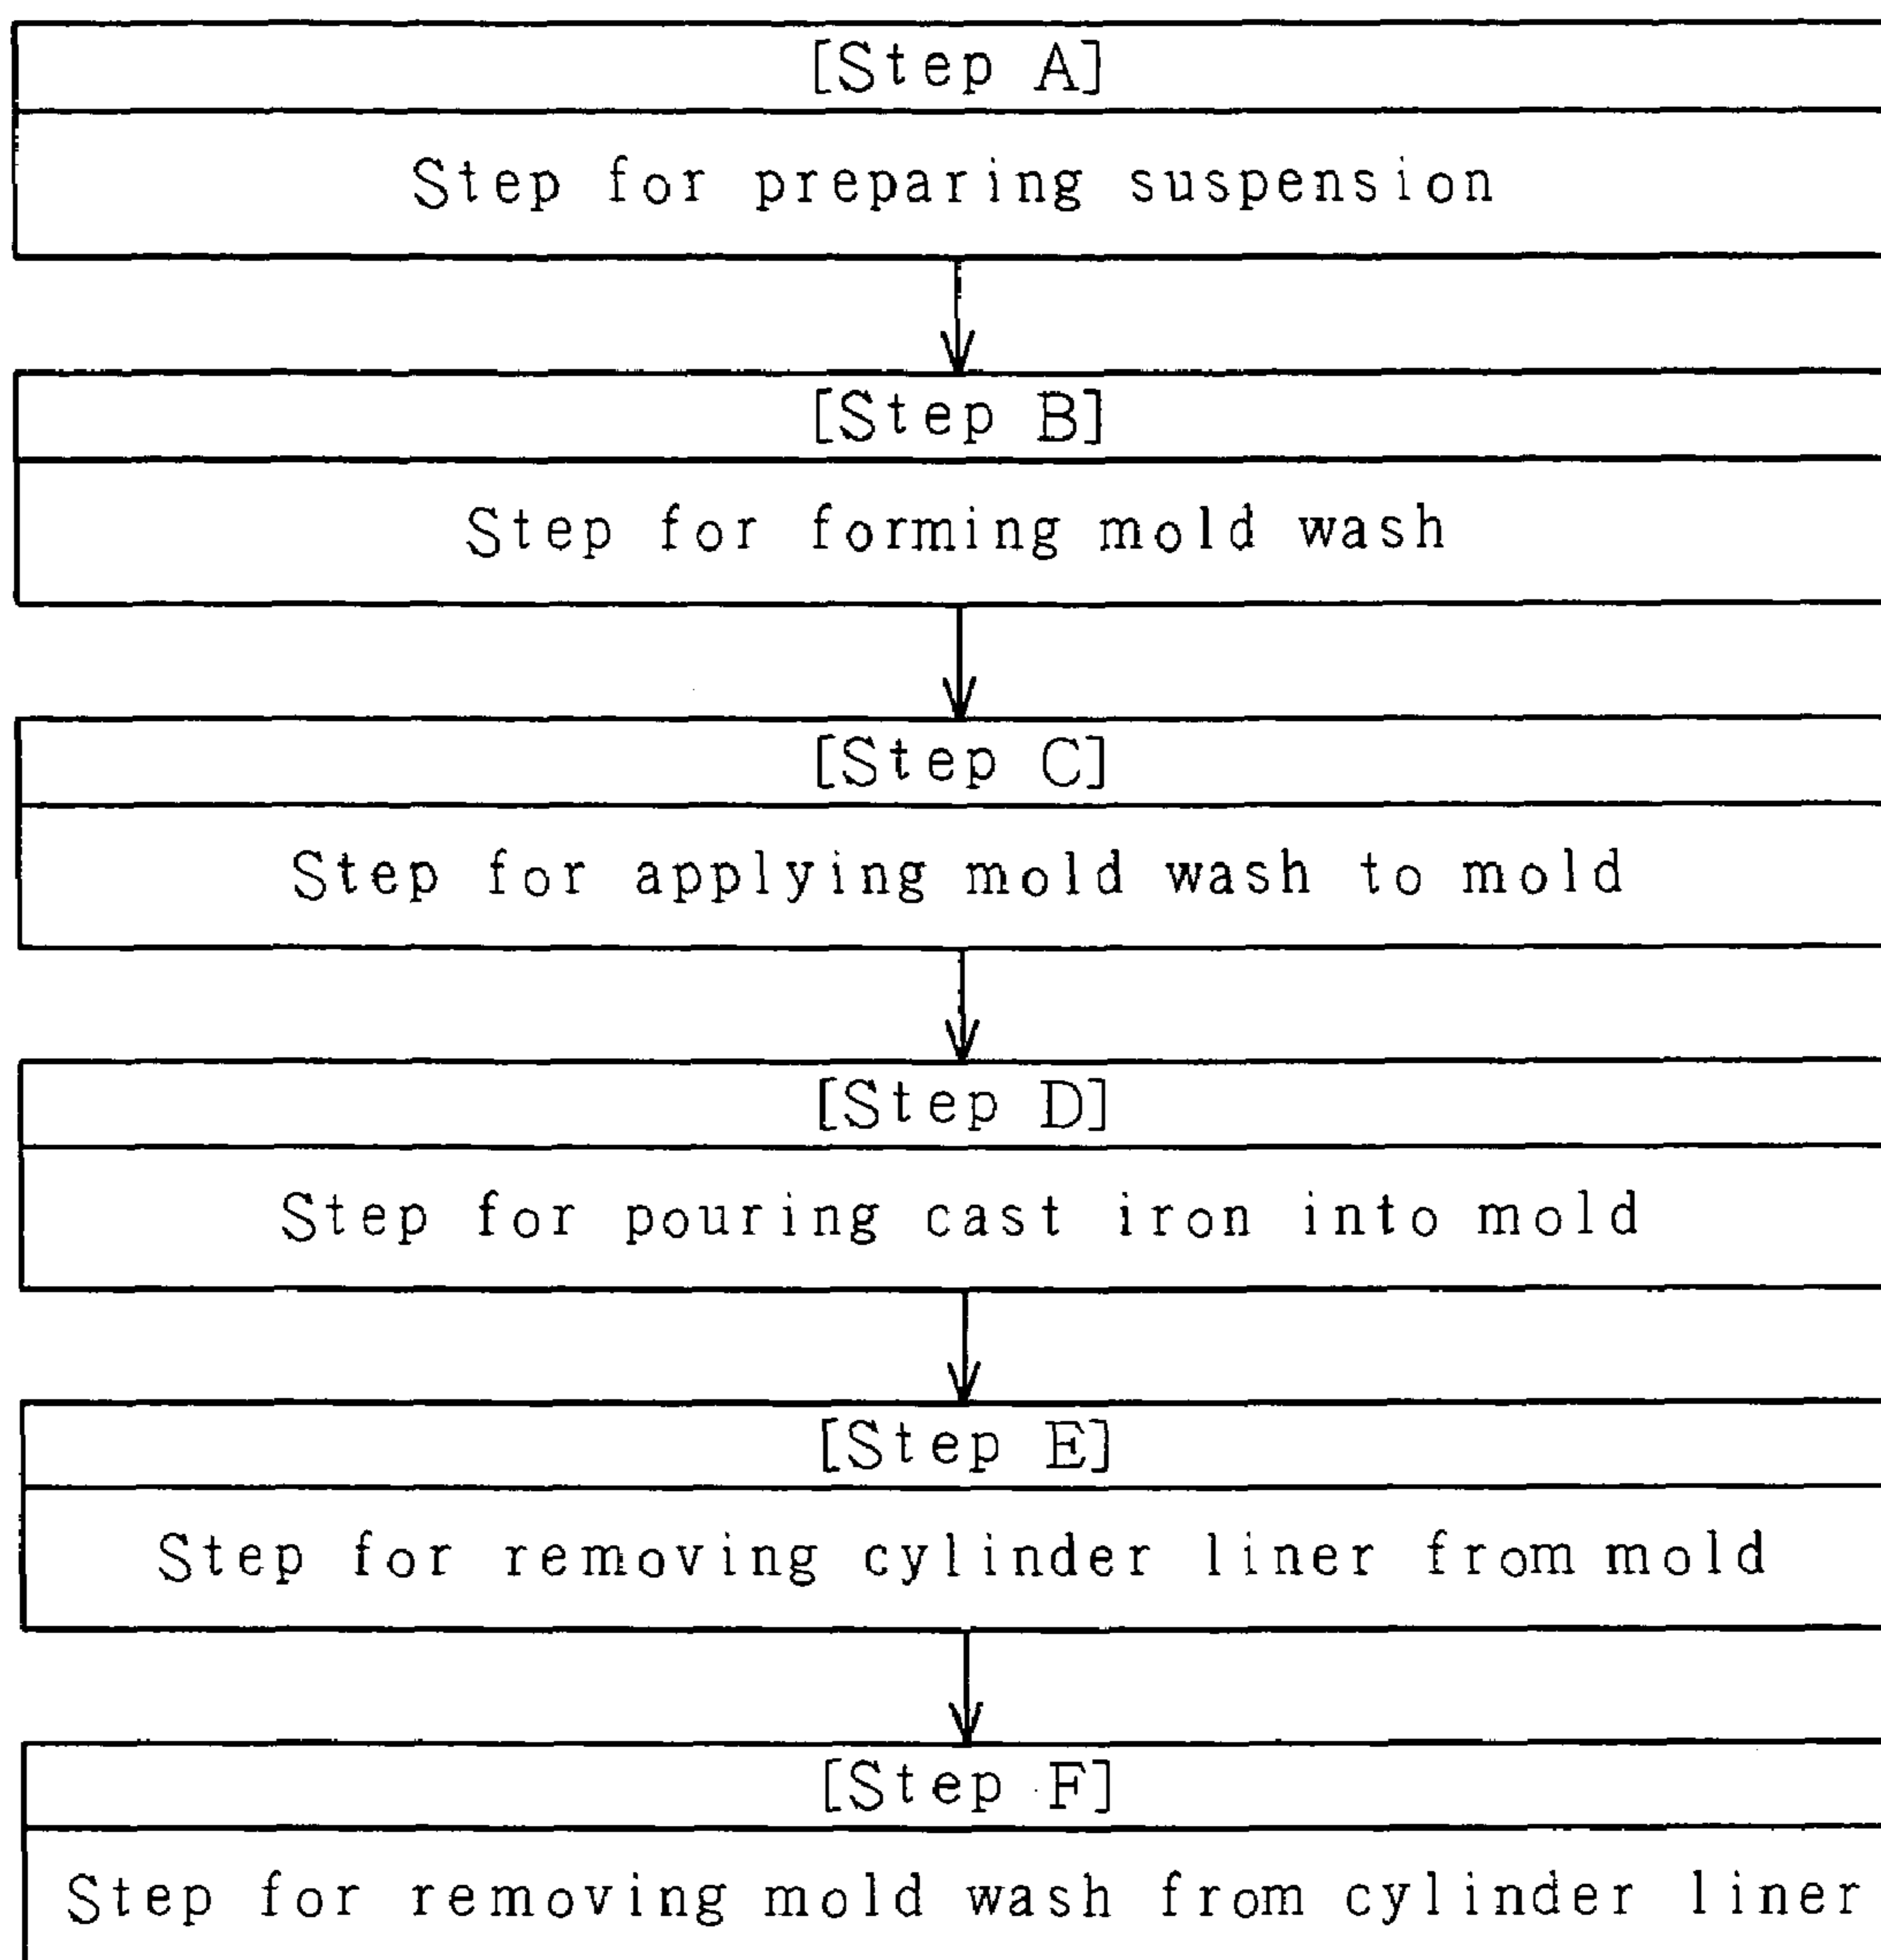 [Step A]
Step for preparing suspension
[Step B]
Step for forming mold wash
[Step C]
Step for applying mold wash to mold
[Step D]
Step for pouring cast iron into mold
[Step E]
Step for removing cylinder liner from mold
[Step F]
Step for removing mold wash from cylinder liner